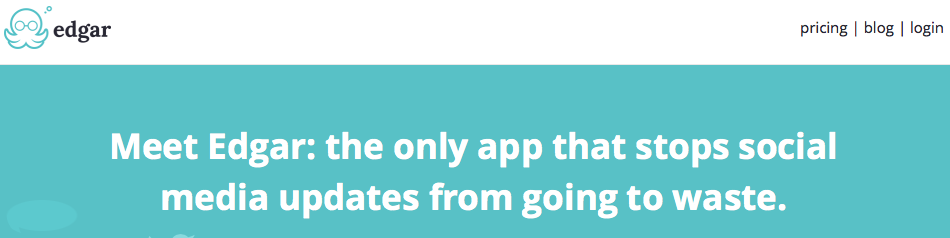 edgar
pricing | blog | login
Meet Edgar: the only app that stops social
media updates from going to waste.